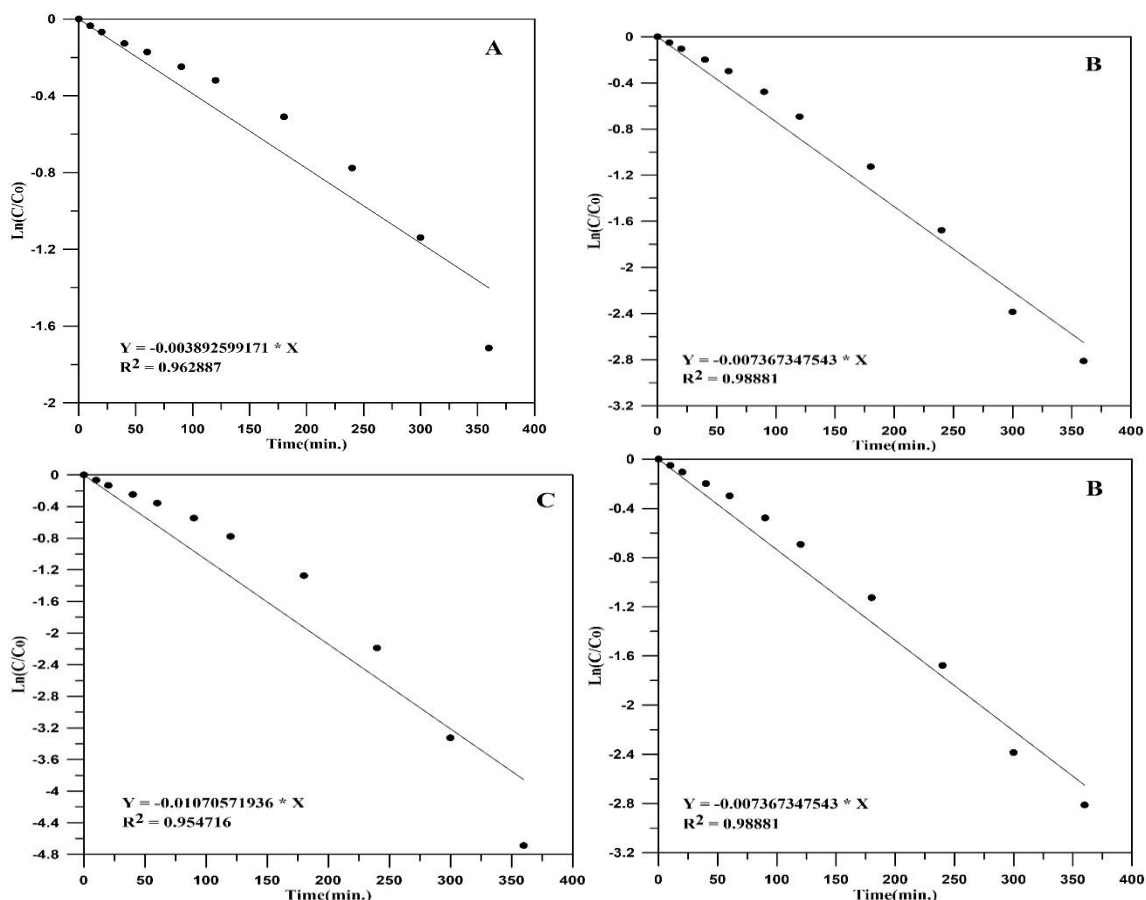 A
Ln(C/Co)
0
-0.4
-0.8
-1.2
-1.6
-2
Y = -0.003892599171 * X
R2 = 0.962887
0 50 100 150 200 250 300 350 400
Time(min.)
B
Ln(C/Co)
0
-0.4
-0.8
-1.2
-1.6
-2
-2.4
-2.8
-3.2
Y = -0.007367347543 * X
R2 = 0.98881
0 50 100 150 200 250 300 350 400
Time(min.)
C
Ln(C/Co)
0
-0.4
-0.8
-1.2
-1.6
-2
-2.4
-2.8
-3.2
-3.6
-4
-4.4
-4.8
Y = -0.01070571936 * X
R2 = 0.954716
0 50 100 150 200 250 300 350 400
Time(min.)
B
Ln(C/Co)
0
-0.4
-0.8
-1.2
-1.6
-2
-2.4
-2.8
-3.2
Y = -0.007367347543 * X
R2 = 0.98881
0 50 100 150 200 250 300 350 400
Time(min.)